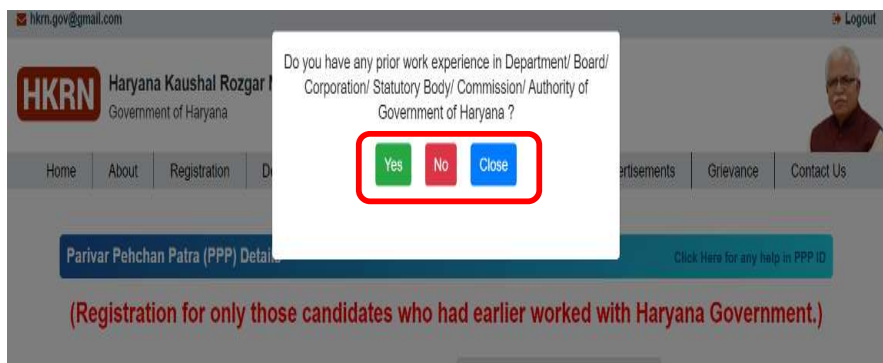 hkrn.gov@gmail.com Logout
Do you have any prior work experience in Department/ Board/
Corporation/ Statutory Body/ Commission/ Authority of
Government of Haryana ?
HKRN Haryana Kaushal Rozgar
Government of Haryana
Yes No Close
Home About Registration Grievance Contact Us
Parivar Pehchan Patra (PPP) Click Here for any help in PPP ID
(Registration for only those candidates who had earlier worked with Haryana Government.)